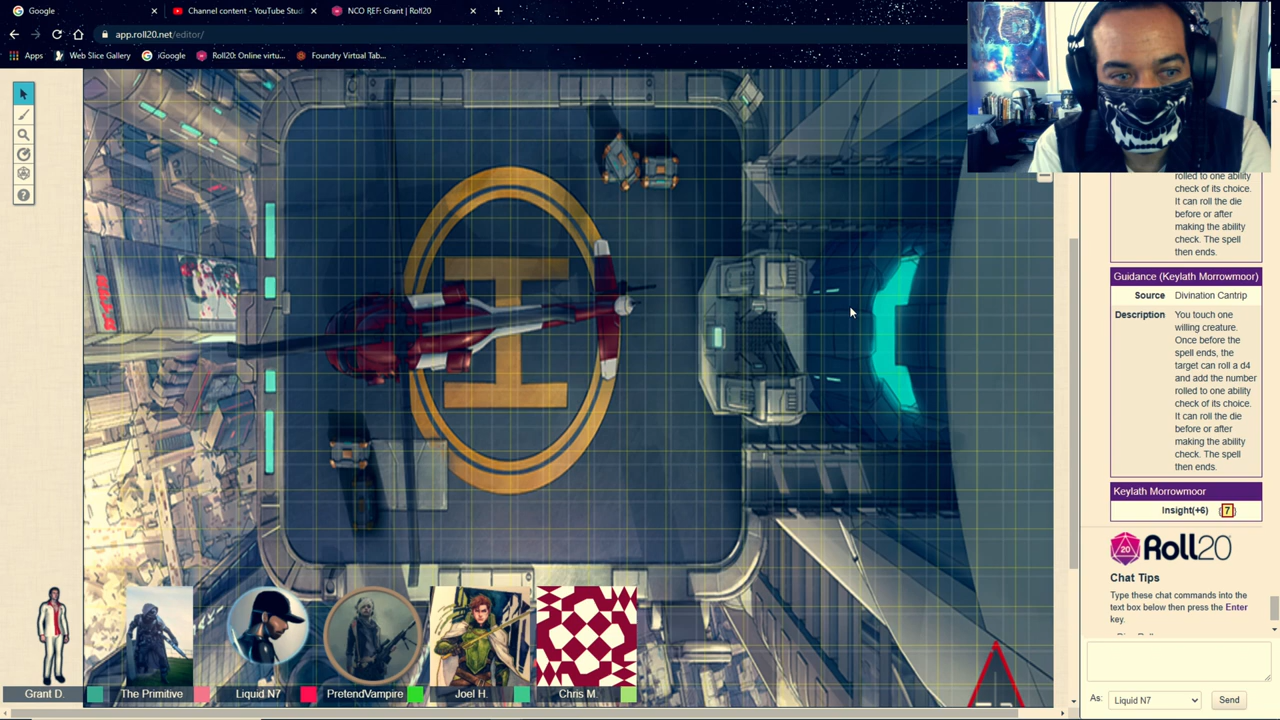 Google
Channel content - YouTube Stud
NCO REF: Grant | Roll20
app.roll20.net/editor/
Apps
Web Slice Gallery
iGoogle
Roll20: Online virtu...
Foundry Virtual Tab...
rolled to one ability
check of its choice.
It can roll the die
before or after
making the ability
check. The spell
then ends.
Guidance (Keylath Morrowmoor)
Source Divination Cantrip
Description You touch one
willing creature.
Once before the
spell ends, the
target can roll a d4
and add the number
rolled to one ability
check of its choice.
It can roll the die
before or after
making the ability
check. The spell
then ends.
Keylath Morrowmoor
Insight(+6) 7
20 Roll20
Chat Tips
Type these chat commands into the
text box below then press the Enter
key.
As: Liquid N7 Send
H
Grant D.
The Primitive
Liquid N7
PretendVampire
Joel H.
Chris M.